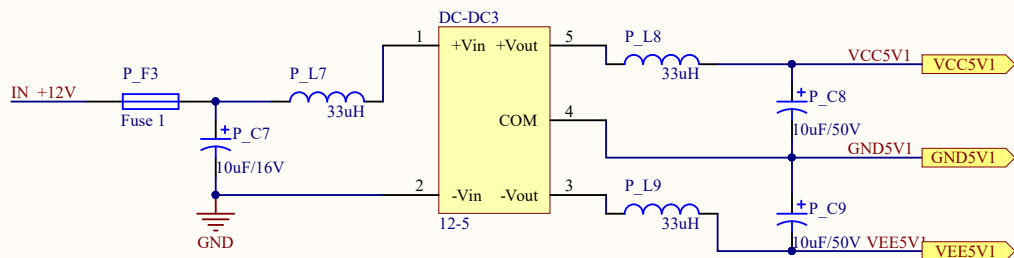 DC-DC3
1
+Vin
+Vout
5
P_L8
33uH
VCC5V1
VCC5V1
P_F3
P_L7
33uH
IN +12V
Fuse 1
+
P_C7
10uF/16V
+
P_C8
10uF/50V
COM
4
GND5V1
GND5V1
2
-Vin
-Vout
3
P_L9
33uH
+
P_C9
10uF/50V
VEE5V1
VEE5V1
12-5
GND